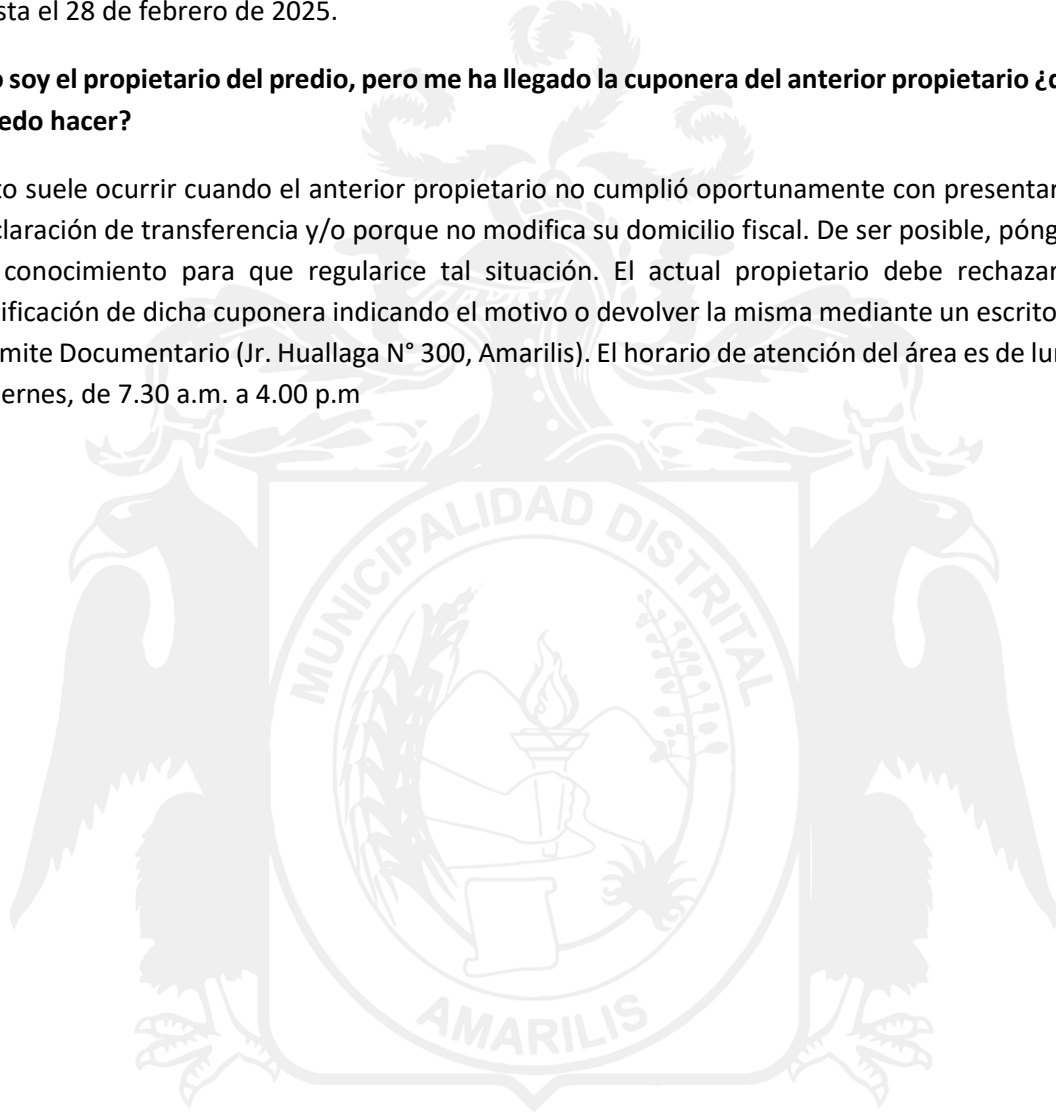 sta el 28 de febrero de 2025.
o soy el propietario del predio, pero me ha llegado la cuponera del anterior propietario ¿
edo hacer?
to suele ocurrir cuando el anterior propietario no cumplió oportunamente con presentar
claración de transferencia y/o porque no modifica su domicilio fiscal. De ser posible, póng
conocimiento para que regularice tal situación. El actual propietario debe rechazar
tificación de dicha cuponera indicando el motivo o devolver la misma mediante un escrito
mite Documentario (Jr. Huallaga N° 300, Amarilis). El horario de atención del área es de lu
ernes, de 7.30 a.m. a 4.00 p.m
MUNICIPALIDAD DISTRITAL
AMARILIS